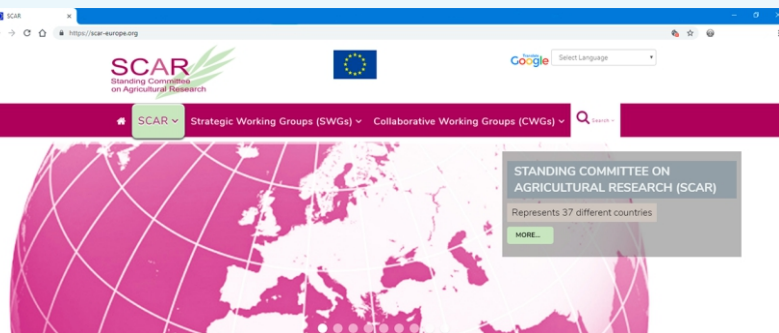 SCAR
https://scar-europe.org
SCAR
Standing Committee
on Agricultural Research
Translate
Google
Select Language
SCAR
Strategic Working Groups (SWGs)
Collaborative Working Groups (CWGs)
Search
STANDING COMMITTEE ON
AGRICULTURAL RESEARCH (SCAR)
Represents 37 different countries
MORE...